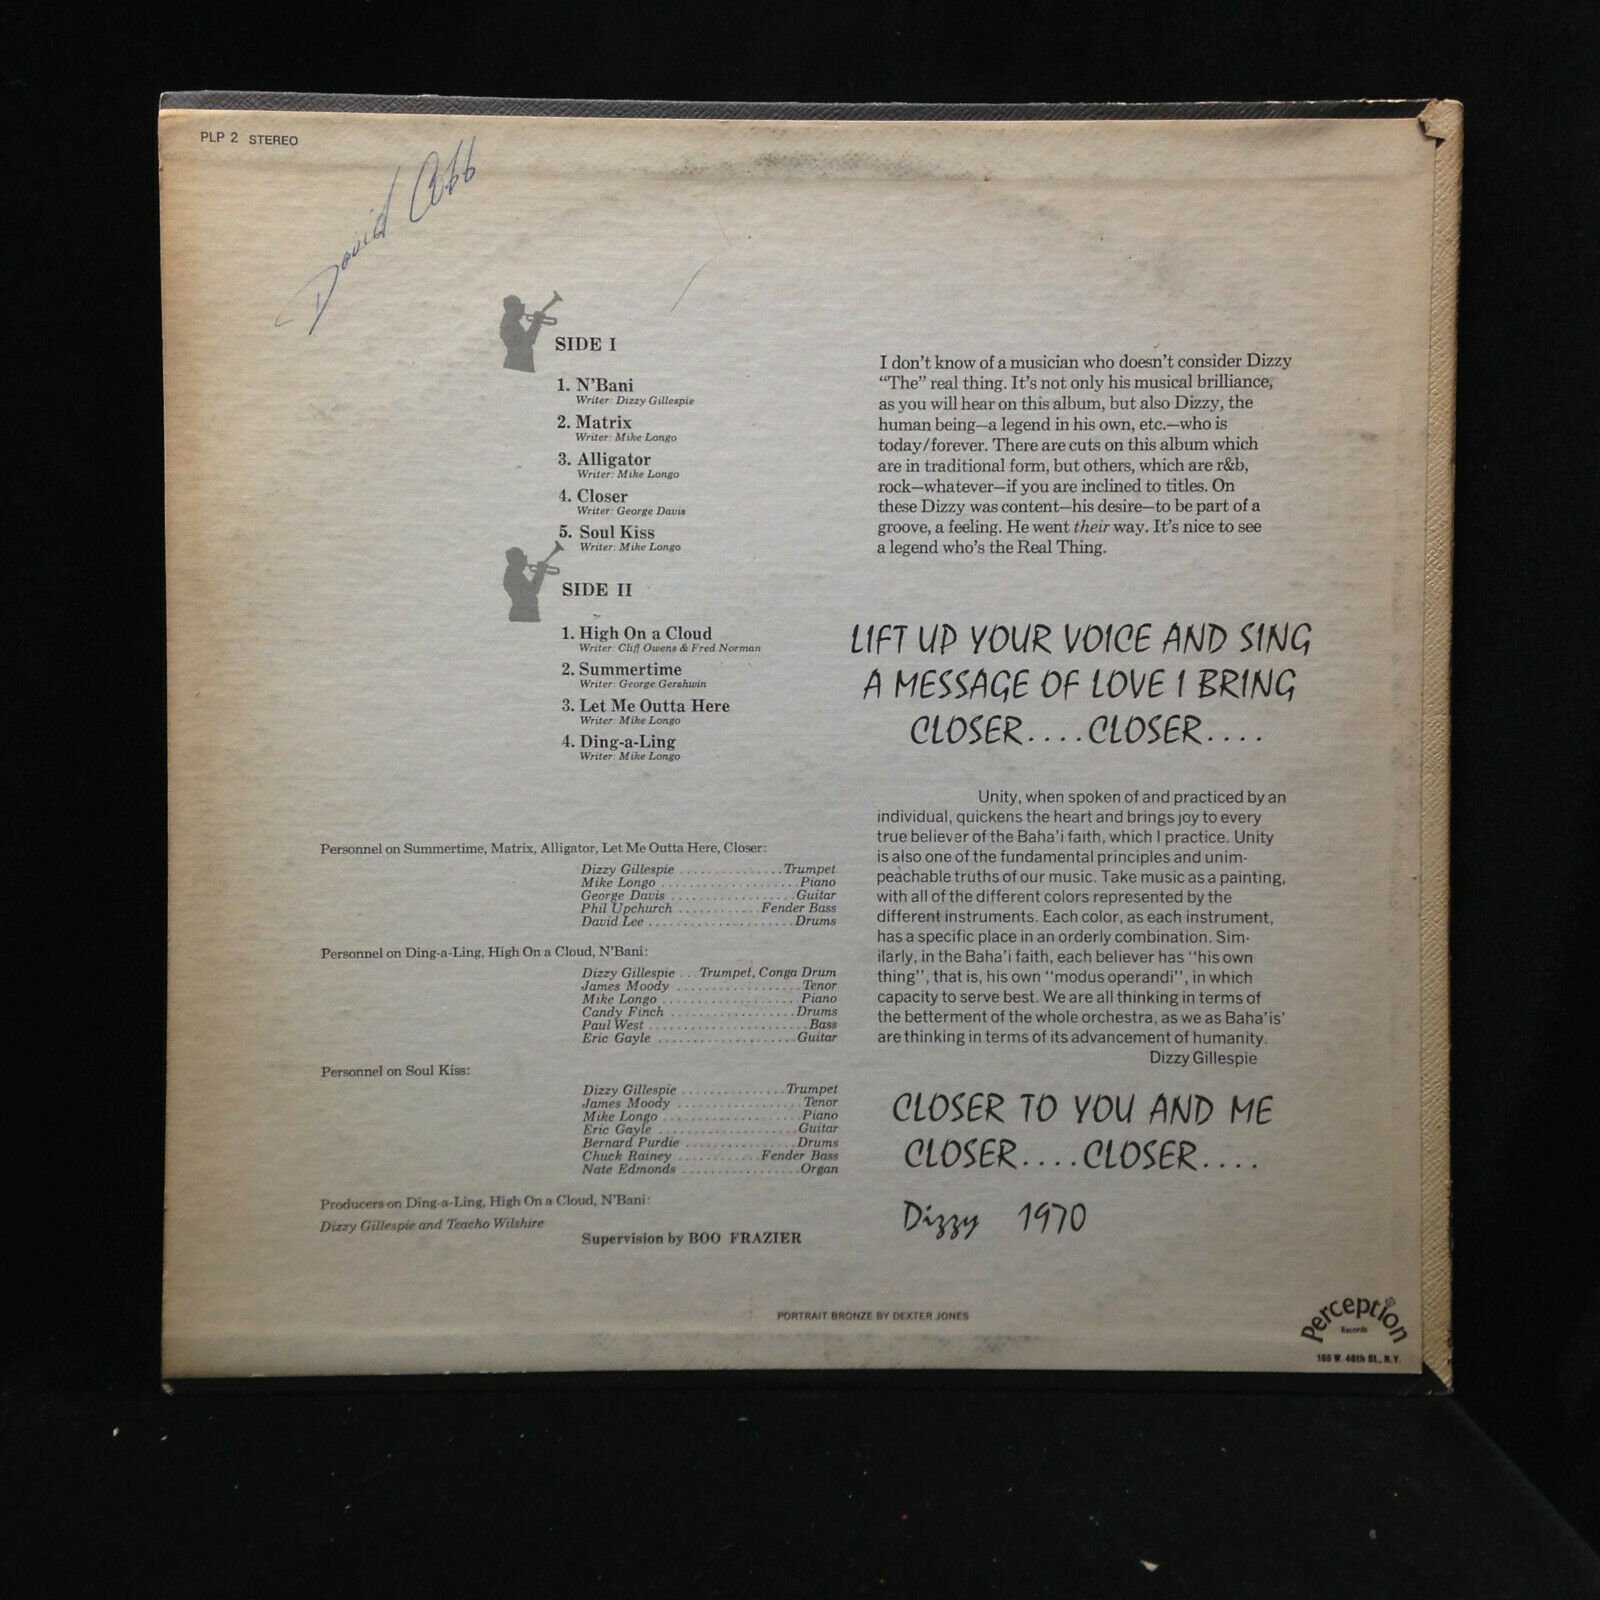 PLP 2 STEREO
David Cobb
SIDE I
1. N'Bani
Writer: Dizzy Gillespie
2. Matrix
Writer: Mike Longo
3. Alligator
Writer: Mike Longo
4. Closer
Writer: George Davis
5. Soul Kiss
Writer: Mike Longo
SIDE II
1. High On a Cloud
Writer: Cliff Owens & Fred Norman
2. Summertime
Writer: George Gershwin
3. Let Me Outta Here
Writer: Mike Longo
4. Ding-a-Ling
Writer: Mike Longo
Personnel on Summertime, Matrix, Alligator, Let Me Outta Here, Closer:
Dizzy Gillespie ............... Trumpet
Mike Longo .................... Piano
George Davis .................. Guitar
Phil Upchurch ............ Fender Bass
David Lee ..................... Drums
Personnel on Ding-a-Ling, High On a Cloud, N'Bani:
Dizzy Gillespie .. Trumpet, Conga Drum
James Moody .................. Tenor
Mike Longo .................... Piano
Candy Finch .................. Drums
Paul West ....................... Bass
Eric Gayle .................... Guitar
Personnel on Soul Kiss:
Dizzy Gillespie ............... Trumpet
James Moody .................. Tenor
Mike Longo .................... Piano
Eric Gayle .................... Guitar
Bernard Purdie ................ Drums
Chuck Rainey ............ Fender Bass
Nate Edmonds ................. Organ
Producers on Ding-a-Ling, High On a Cloud, N'Bani:
Dizzy Gillespie and Teacho Wilshire
Supervision by BOO FRAZIER
I don't know of a musician who doesn't consider Dizzy
"The" real thing. It's not only his musical brilliance,
as you will hear on this album, but also Dizzy, the
human being—a legend in his own, etc.—who is
today/forever. There are cuts on this album which
are in traditional form, but others, which are r&b,
rock—whatever—if you are inclined to titles. On
these Dizzy was content—his desire—to be part of a
groove, a feeling. He went their way. It's nice to see
a legend who's the Real Thing.
LIFT UP YOUR VOICE AND SING
A MESSAGE OF LOVE I BRING
CLOSER....CLOSER....
Unity, when spoken of and practiced by an
individual, quickens the heart and brings joy to every
true believer of the Baha'i faith, which I practice. Unity
is also one of the fundamental principles and unim-
peachable truths of our music. Take music as a painting,
with all of the different colors represented by the
different instruments. Each color, as each instrument,
has a specific place in an orderly combination. Sim-
ilarly, in the Baha'i faith, each believer has "his own
thing", that is, his own "modus operandi", in which
capacity to serve best. We are all thinking in terms of
the betterment of the whole orchestra, as we as Baha'is'
are thinking in terms of its advancement of humanity.
Dizzy Gillespie
CLOSER TO YOU AND ME
CLOSER....CLOSER....
Dizzy 1970
PORTRAIT BRONZE BY DEXTER JONES
Perception
Records
165 W. 46th St., N.Y.